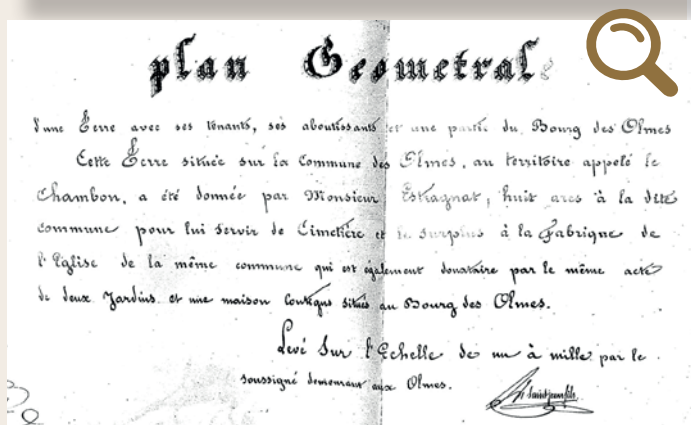 plan Geometral
d'une Terre avec ses tenants, ses aboutissants et une partie du Bourg des Olmes
Cette Terre située sur la Commune des Olmes, au territoire appelé le
Chambon, a été donnée par Monsieur Estragnat, huit ares à la dite
commune pour lui servir de Cimetière et le surplus à la Fabrique de
l'Eglise de la même commune qui est également donataire par le même acte
de deux Jardins et une maison Contigus situés au Bourg des Olmes.
Levé Sur l'Echelle de un à mille par le
soussigné demeurant aux Olmes.
Saintjean fils